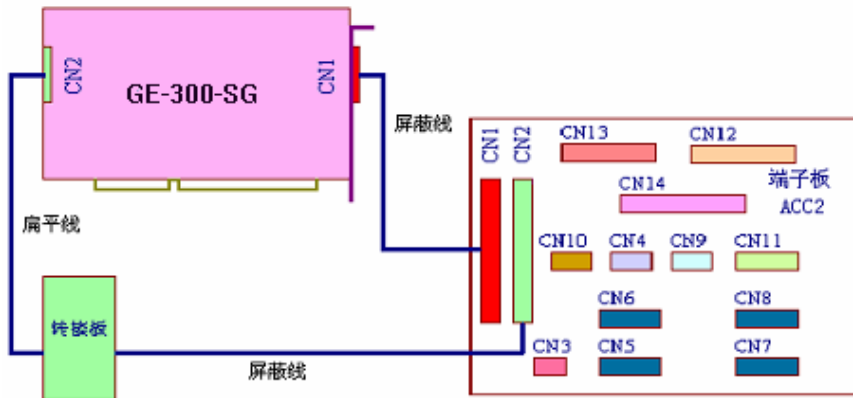 CN2
GE-300-SG
CN1
屏蔽线
CN1
CN2
CN13
CN12
端子板
ACC2
CN14
扁平线
CN10
CN4
CN9
CN11
转接板
CN6
CN8
CN3
CN5
CN7
屏蔽线